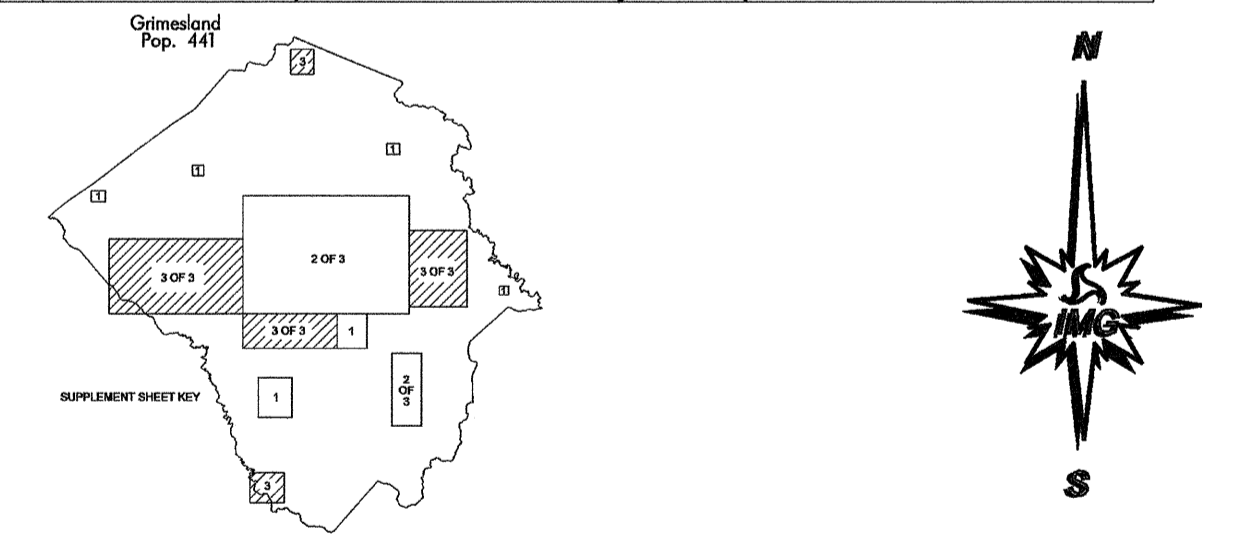 Grimesland
Pop. 441
N
3
1
1
1
2 OF 3
3 OF 3
3 OF 3
1
3 OF 3
1
IMG
SUPPLEMENT SHEET KEY
1
2
OF
3
3
S